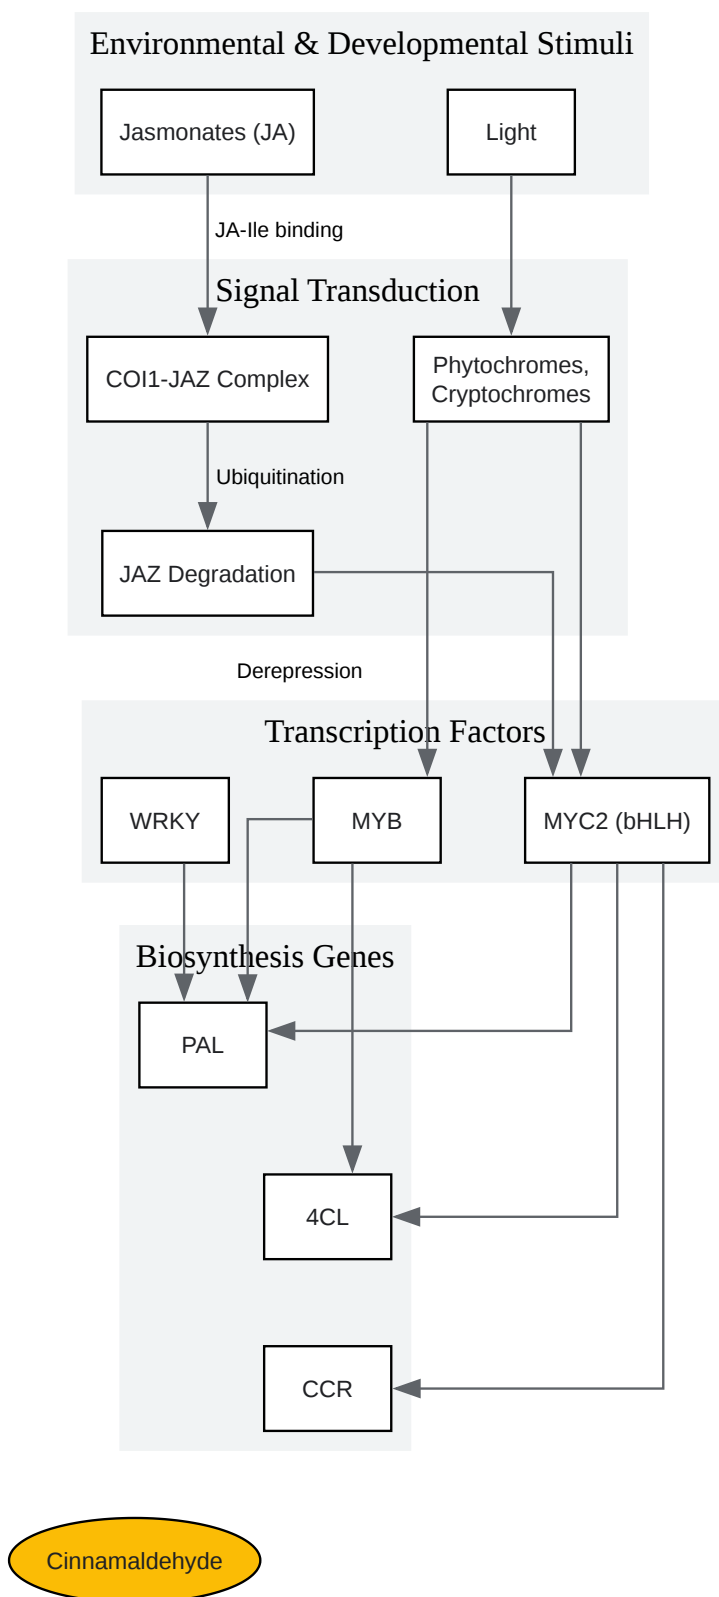 Environmental & Developmental Stimuli
Jasmonates (JA)
Light
JA-Ile binding
Signal Transduction
COI1-JAZ Complex
Phytochromes,
Cryptochromes
Ubiquitination
JAZ Degradation
Derepression
Transcription Factors
WRKY
MYB
MYC2 (bHLH)
Biosynthesis Genes
PAL
4CL
CCR
Cinnamaldehyde